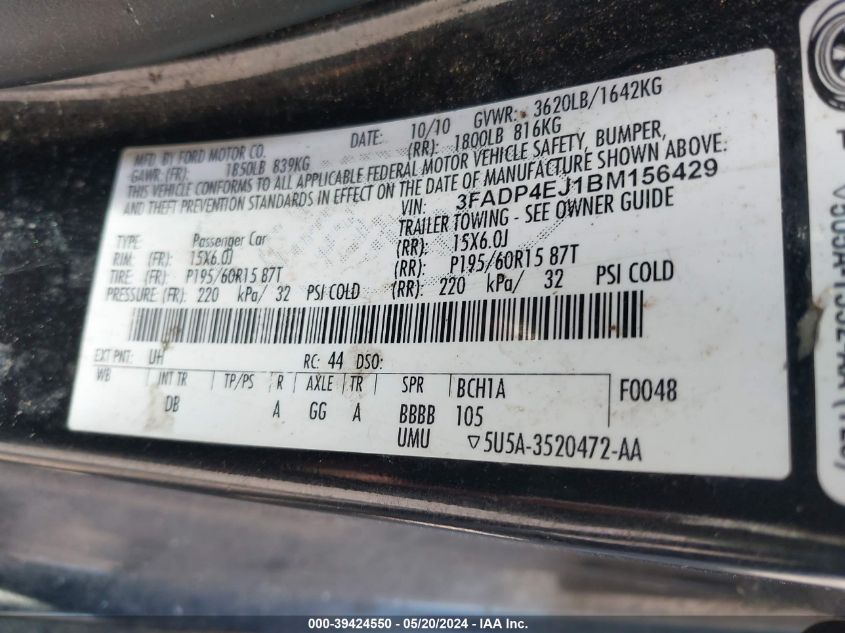 MFD. BY FORD MOTOR CO. DATE: 10/10 GVWR: 3620LB/1642KG
GAWR: (FR): 1850LB 839KG (RR): 1800LB 816KG
THIS VEHICLE CONFORMS TO ALL APPLICABLE FEDERAL MOTOR VEHICLE SAFETY, BUMPER,
AND THEFT PREVENTION STANDARDS IN EFFECT ON THE DATE OF MANUFACTURE SHOWN ABOVE.
VIN: 3FADP4EJ1BM156429
TYPE: Passenger Car TRAILER TOWING - SEE OWNER GUIDE
RIM: (FR): 15X6.0J (RR): 15X6.0J
TIRE: (FR): P195/60R15 87T (RR): P195/60R15 87T
PRESSURE (FR): 220 kPa/ 32 PSI COLD (RR): 220 kPa/ 32 PSI COLD
EXT PNT: UH RC: 44 DSO:
WB INT TR TP/PS R AXLE TR SPR BCH1A F0048
DB A GG A BBBB 105
UMU 5U5A-3520472-AA
000-39424550 - 05/20/2024 - IAA Inc.